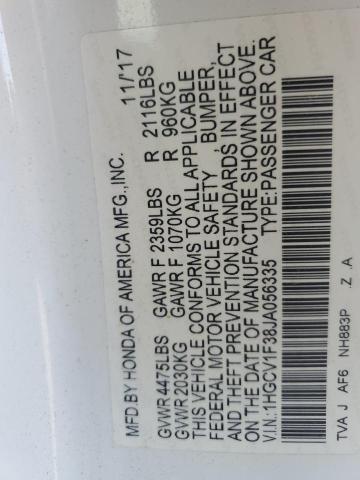 MFD.BY HONDA OF AMERICA MFG.,INC. 11/'17
GVWR 4475LBS GAWR F 2359LBS R 2116LBS
GVWR 2030KG GAWR F 1070KG R 960KG
THIS VEHICLE CONFORMS TO ALL APPLICABLE
FEDERAL MOTOR VEHICLE SAFETY , BUMPER,
AND THEFT PREVENTION STANDARDS IN EFFECT
ON THE DATE OF MANUFACTURE SHOWN ABOVE.
V.I.N.:1HGCV1F38JA056335 TYPE:PASSENGER CAR
TVA J AF6 NH883P .Z .A